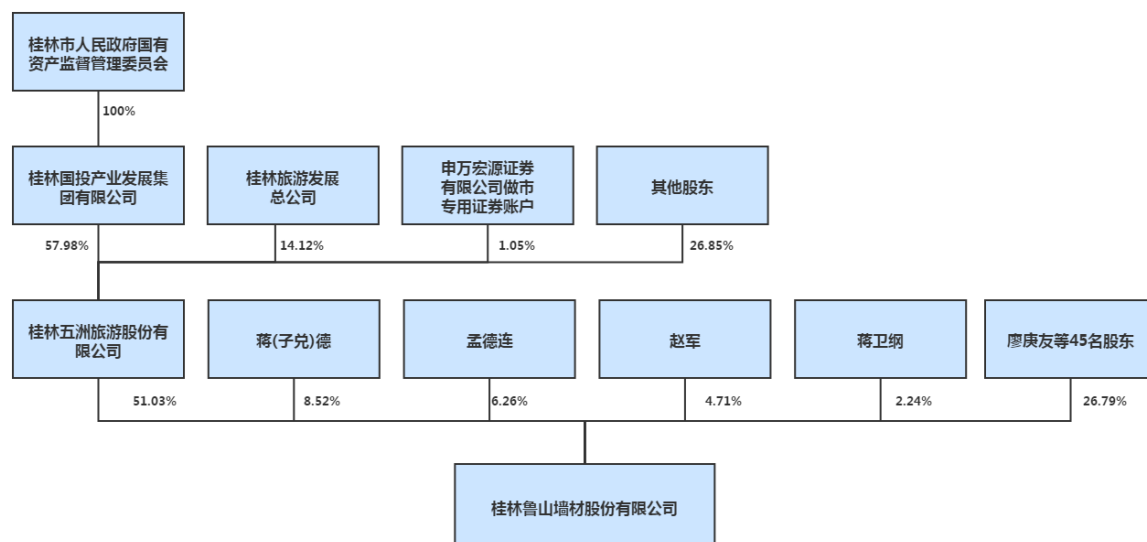 桂林市人民政府国有
资产监督管理委员会
100%
桂林国投产业发展集
团有限公司
桂林旅游发展
总公司
申万宏源证券
有限公司做市
专用证券账户
其他股东
57.98%
14.12%
1.05%
26.85%
桂林五洲旅游股份有
限公司
蒋(子兑)德
孟德连
赵军
蒋卫纲
廖庚友等45名股东
51.03%
8.52%
6.26%
4.71%
2.24%
26.79%
桂林鲁山墙材股份有限公司